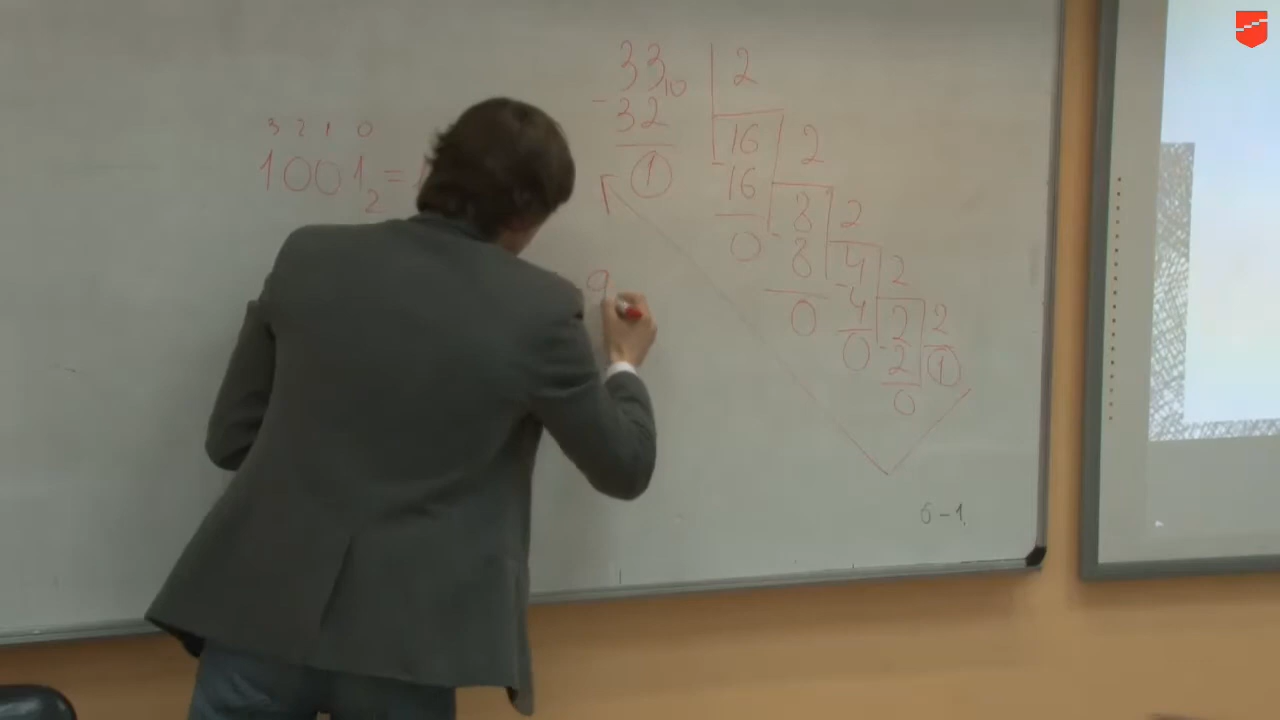 3 2 1 0
1001₂ =
33₁₀ 2
- 32 16 2
① - 16 8 2
0 - 8 4 2
0 - 4 2 2
0 - 2 ①
0
9
6-1